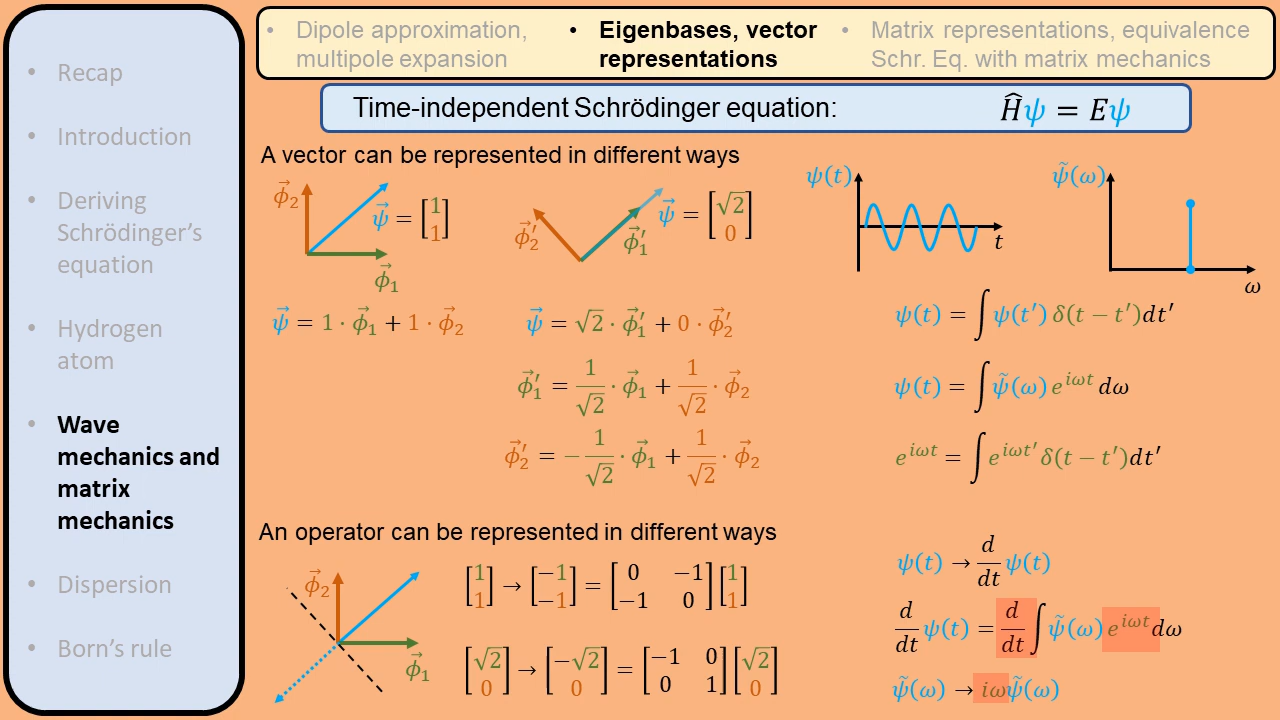 • Recap
• Introduction
• Deriving
Schrödinger's
equation
• Hydrogen
atom
• Wave
mechanics and
matrix
mechanics
• Dispersion
• Born's rule
• Dipole approximation,
multipole expansion
• Eigenbases, vector
representations
• Matrix representations, equivalence
Schr. Eq. with matrix mechanics
Time-independent Schrödinger equation: Ĥψ = Eψ
A vector can be represented in different ways
ϕ⃗₂ ψ⃗ = [1 1] ϕ⃗₁
ϕ⃗′₂ ψ⃗ = [√2 0] ϕ⃗′₁
ψ(t) t
ψ̃(ω) ω
ψ⃗ = 1 · ϕ⃗₁ + 1 · ϕ⃗₂
ψ⃗ = √2 · ϕ⃗′₁ + 0 · ϕ⃗′₂
ϕ⃗′₁ = 1/√2 · ϕ⃗₁ + 1/√2 · ϕ⃗₂
ϕ⃗′₂ = −1/√2 · ϕ⃗₁ + 1/√2 · ϕ⃗₂
ψ(t) = ∫ψ(t′) δ(t − t′)dt′
ψ(t) = ∫ψ̃(ω) e^{iωt} dω
e^{iωt} = ∫e^{iωt′} δ(t − t′)dt′
An operator can be represented in different ways
ϕ⃗₂ ϕ⃗₁
[1 1] → [−1 −1] = [0 −1 −1 0] [1 1]
[√2 0] → [−√2 0] = [−1 0 0 1] [√2 0]
ψ(t) → d/dt ψ(t)
d/dt ψ(t) = d/dt ∫ψ̃(ω) e^{iωt} dω
ψ̃(ω) → iωψ̃(ω)